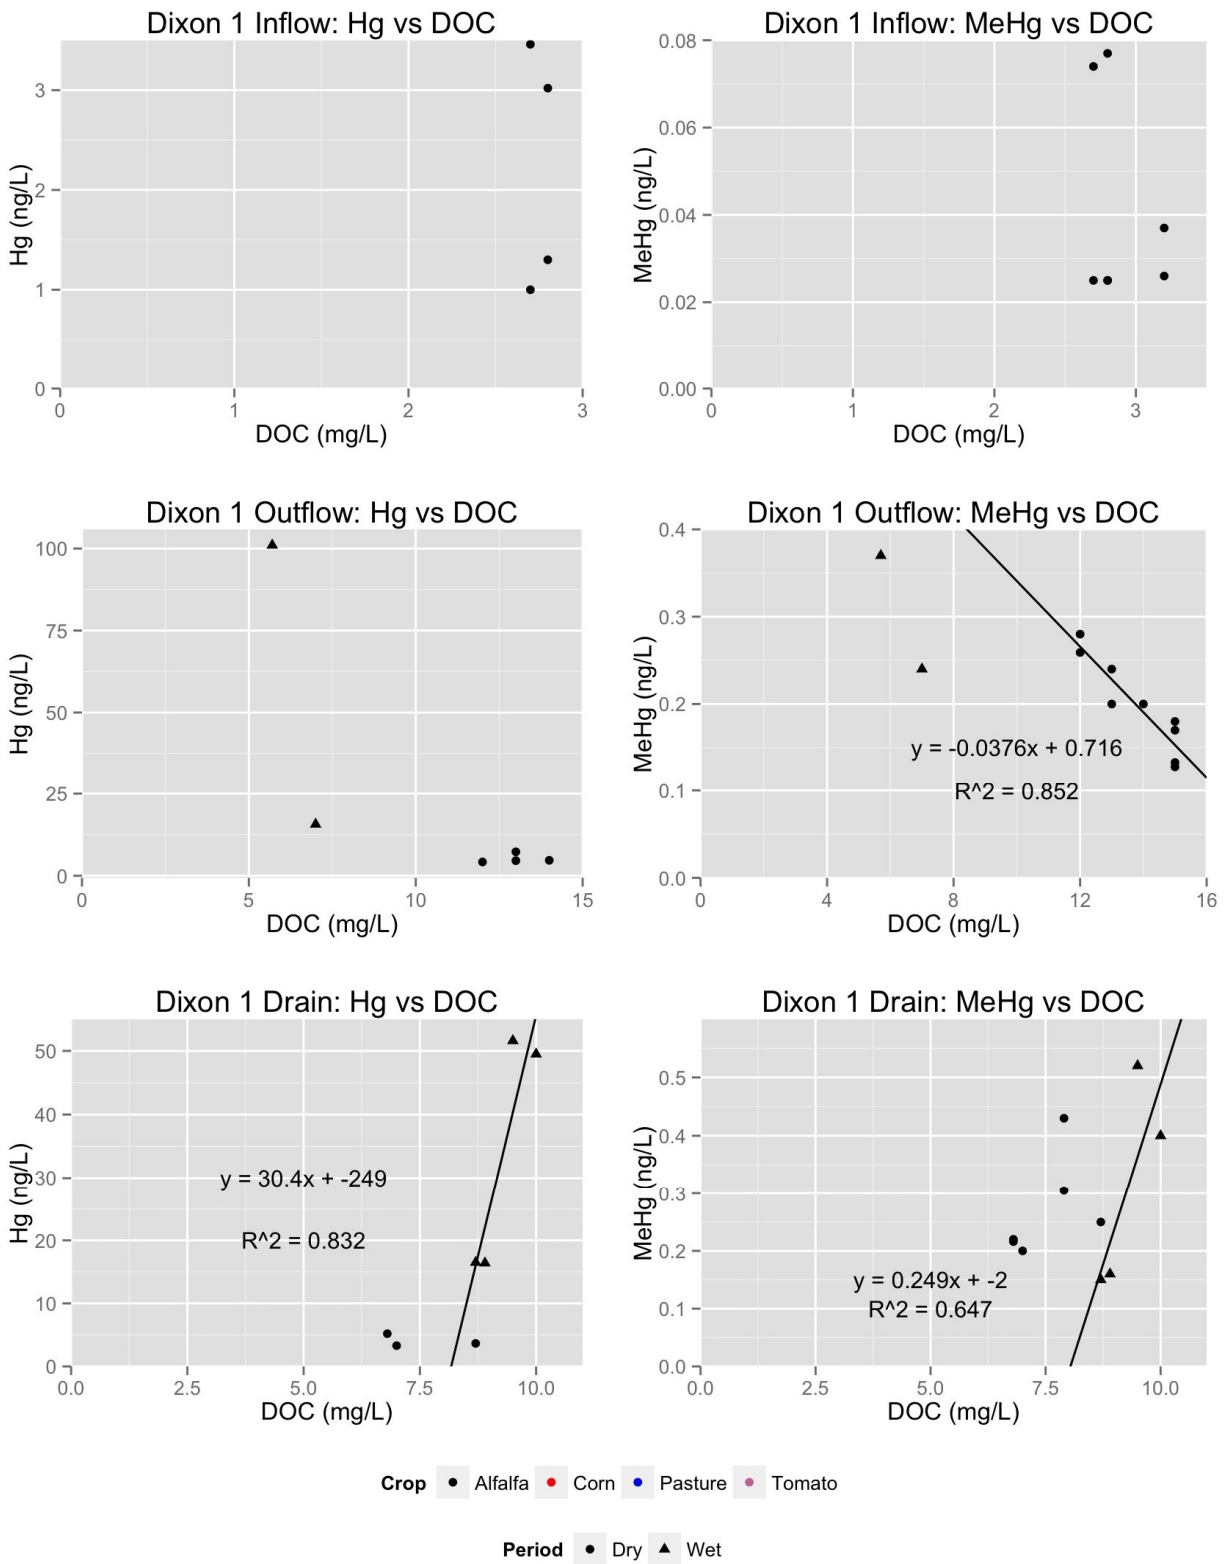 Dixon 1 Inflow: Hg vs DOC
Hg (ng/L)
3
2
1
0
0 1 2 3
DOC (mg/L)
Dixon 1 Inflow: MeHg vs DOC
MeHg (ng/L)
0.08
0.06
0.04
0.02
0.00
0 1 2 3
DOC (mg/L)
Dixon 1 Outflow: Hg vs DOC
Hg (ng/L)
100
75
50
25
0
0 5 10 15
DOC (mg/L)
Dixon 1 Outflow: MeHg vs DOC
MeHg (ng/L)
0.4
0.3
0.2
0.1
0.0
y = -0.0376x + 0.716
R^2 = 0.852
0 4 8 12 16
DOC (mg/L)
Dixon 1 Drain: Hg vs DOC
Hg (ng/L)
50
40
30
20
10
0
y = 30.4x + -249
R^2 = 0.832
0.0 2.5 5.0 7.5 10.0
DOC (mg/L)
Dixon 1 Drain: MeHg vs DOC
MeHg (ng/L)
0.5
0.4
0.3
0.2
0.1
0.0
y = 0.249x + -2
R^2 = 0.647
0.0 2.5 5.0 7.5 10.0
DOC (mg/L)
Crop Alfalfa Corn Pasture Tomato
Period Dry Wet